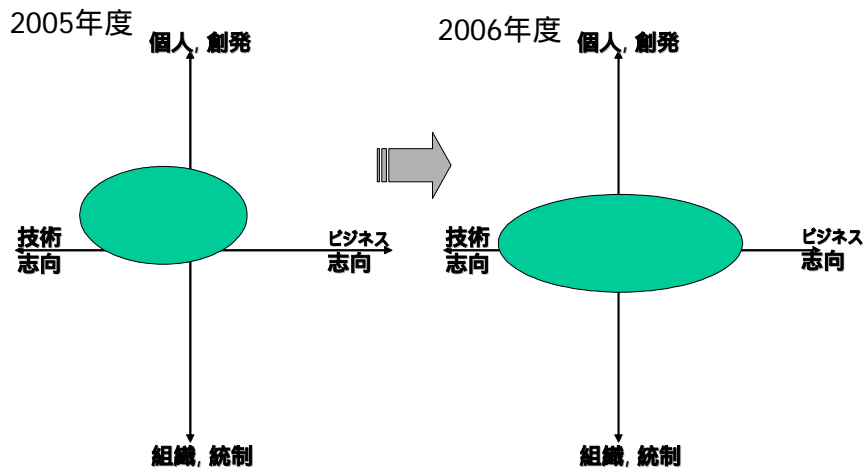 2005年度
個人, 創発
技術
志向
ビジネス
志向
組織, 統制
2006年度
個人, 創発
技術
志向
ビジネス
志向
組織, 統制